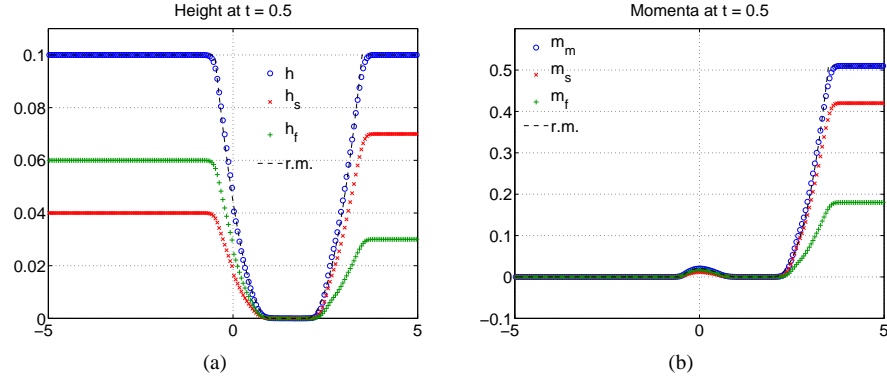 Height at t = 0.5
0.1
0.08
0.06
0.04
0.02
0
−5
0
5
h
h_s
h_f
r.m.
(a)
Momenta at t = 0.5
0.5
0.4
0.3
0.2
0.1
0
−0.1
−5
0
5
m_m
m_s
m_f
r.m.
(b)